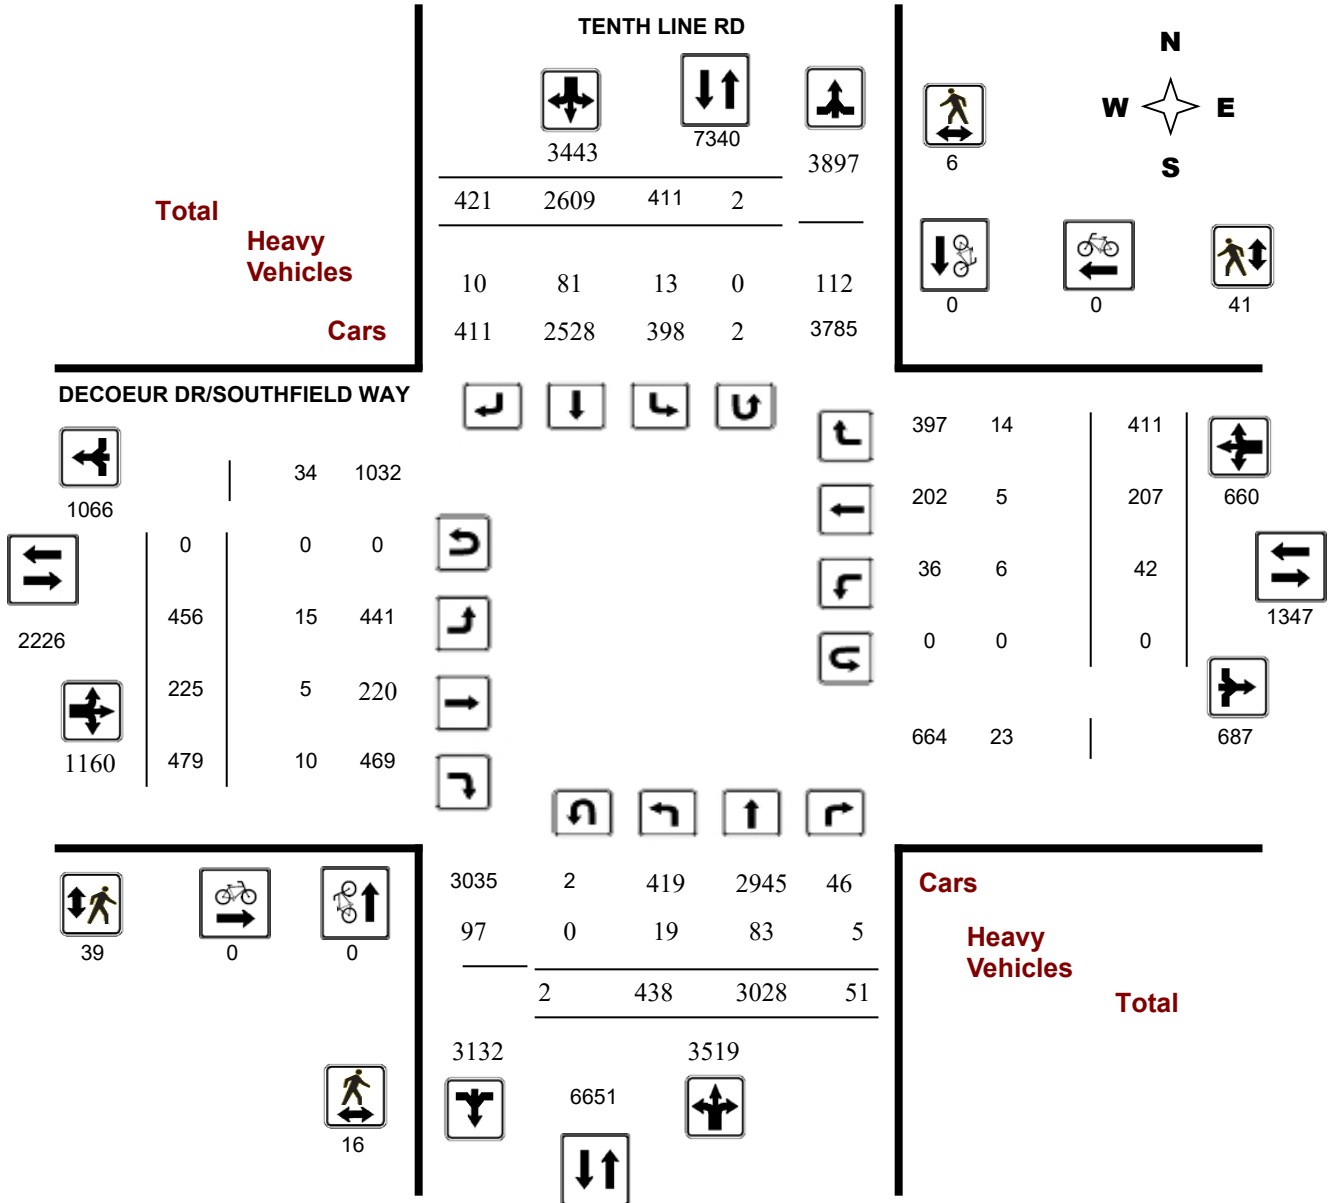 TENTH LINE RD
N
W E
S
3443
7340
3897
6
Total
421 2609 411 2
Heavy
Vehicles
10 81 13 0 112
0 0 41
Cars
411 2528 398 2 3785
DECOEUR DR/SOUTHFIELD WAY
397 14 411
34 1032
1066
202 5 207 660
0 0 0
36 6 42
1347
456 15 441
2226
0 0 0
225 5 220
664 23 687
1160 479 10 469
3035 2 419 2945 46
Cars
97 0 19 83 5
Heavy
Vehicles
39 0 0
2 438 3028 51
Total
3132 3519
6651
16